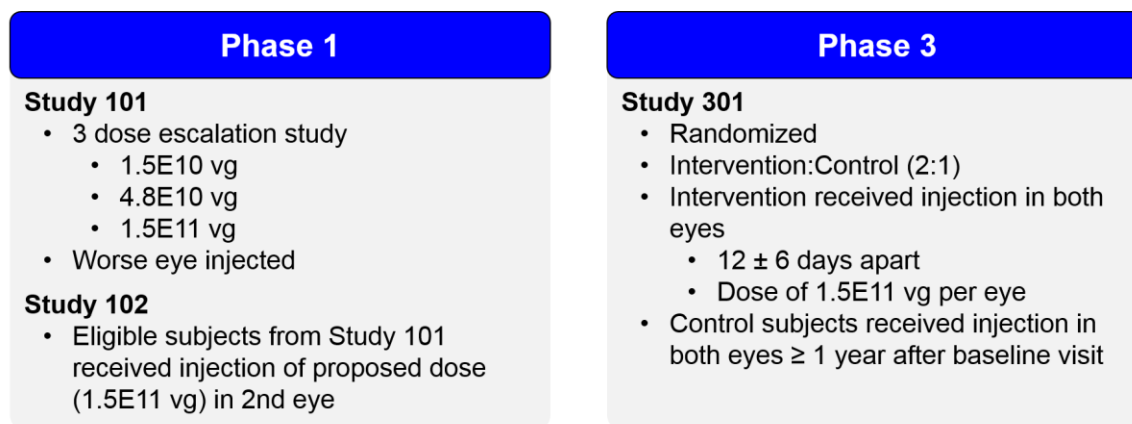 Phase 1
Study 101
• 3 dose escalation study
• 1.5E10 vg
• 4.8E10 vg
• 1.5E11 vg
• Worse eye injected
Study 102
• Eligible subjects from Study 101
received injection of proposed dose
(1.5E11 vg) in 2nd eye
Phase 3
Study 301
• Randomized
• Intervention:Control (2:1)
• Intervention received injection in both
eyes
• 12 ± 6 days apart
• Dose of 1.5E11 vg per eye
• Control subjects received injection in
both eyes ≥ 1 year after baseline visit